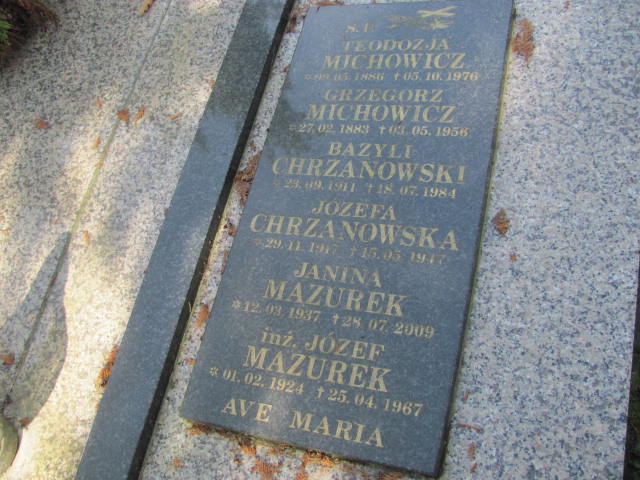 Ś.P.
TEODOZJA
MICHOWICZ
*09.05.1886 †05.10.1976
GRZEGORZ
MICHOWICZ
*27.02.1883 †03.05.1956
BAZYLI
CHRZANOWSKI
*23.09.1911 †18.07.1984
JÓZEFA
CHRZANOWSKA
*29.11.1917 †15.05.1947
JANINA
MAZUREK
*12.03.1937 †28.07.2009
inż. JÓZEF
MAZUREK
*01.02.1924 †25.04.1967
AVE MARIA